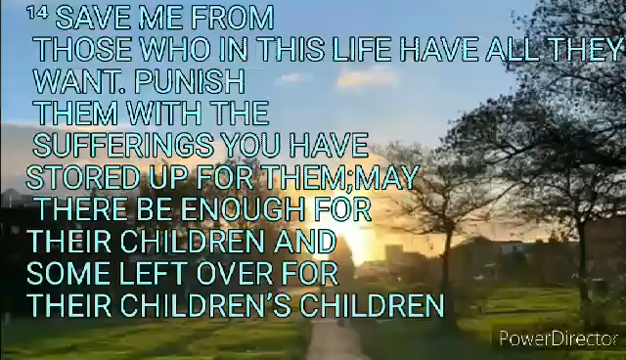 ¹⁴ SAVE ME FROM
THOSE WHO IN THIS LIFE HAVE ALL THEY
WANT. PUNISH
THEM WITH THE
SUFFERINGS YOU HAVE
STORED UP FOR THEM;MAY
THERE BE ENOUGH FOR
THEIR CHILDREN AND
SOME LEFT OVER FOR
THEIR CHILDREN’S CHILDREN
PowerDirector